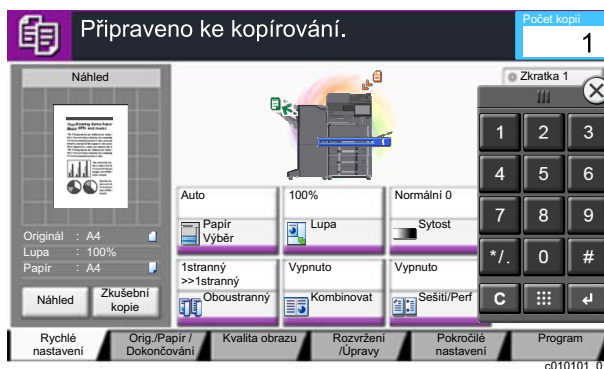 Připraveno ke kopírování.
Počet kopií
1
Náhled
Zkratka 1
Originál : A4
Lupa : 100%
Papír : A4
Náhled
Zkušební
kopie
Auto
Papír
Výběr
100%
Lupa
Normální 0
Sytost
1stranný
>>1stranný
Oboustranný
Vypnuto
Kombinovat
Vypnuto
Sešití/Perf
1 2 3
4 5 6
7 8 9
*/. 0 #
C
Rychlé
nastavení
Orig./Papír /
Dokončování
Kvalita obrazu
Rozvržení
/Úpravy
Pokročilé
nastavení
Program